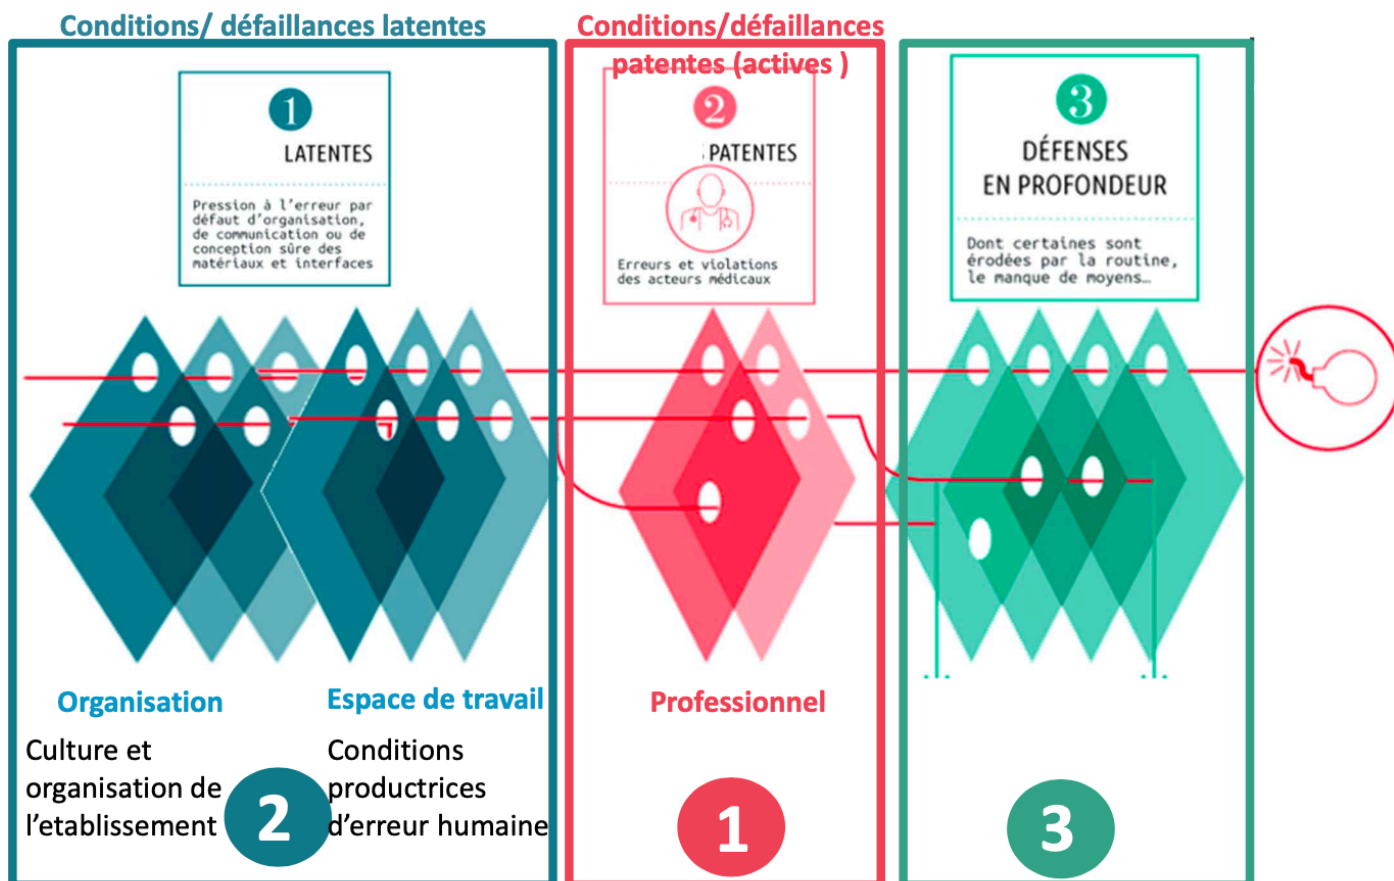 Conditions/ défaillances latentes
1
LATENTES
Pression à l'erreur par
défaut d'organisation,
de communication ou de
conception sûre des
matériaux et interfaces
Organisation
Culture et
organisation de
l'etablissement
2
Espace de travail
Conditions
productrices
d'erreur humaine
Conditions/défaillances
patentes (actives )
2
PATENTES
Erreurs et violations
des acteurs médicaux
Professionnel
1
3
DÉFENSES
EN PROFONDEUR
Dont certaines sont
érodées par la routine,
le manque de moyens…
3